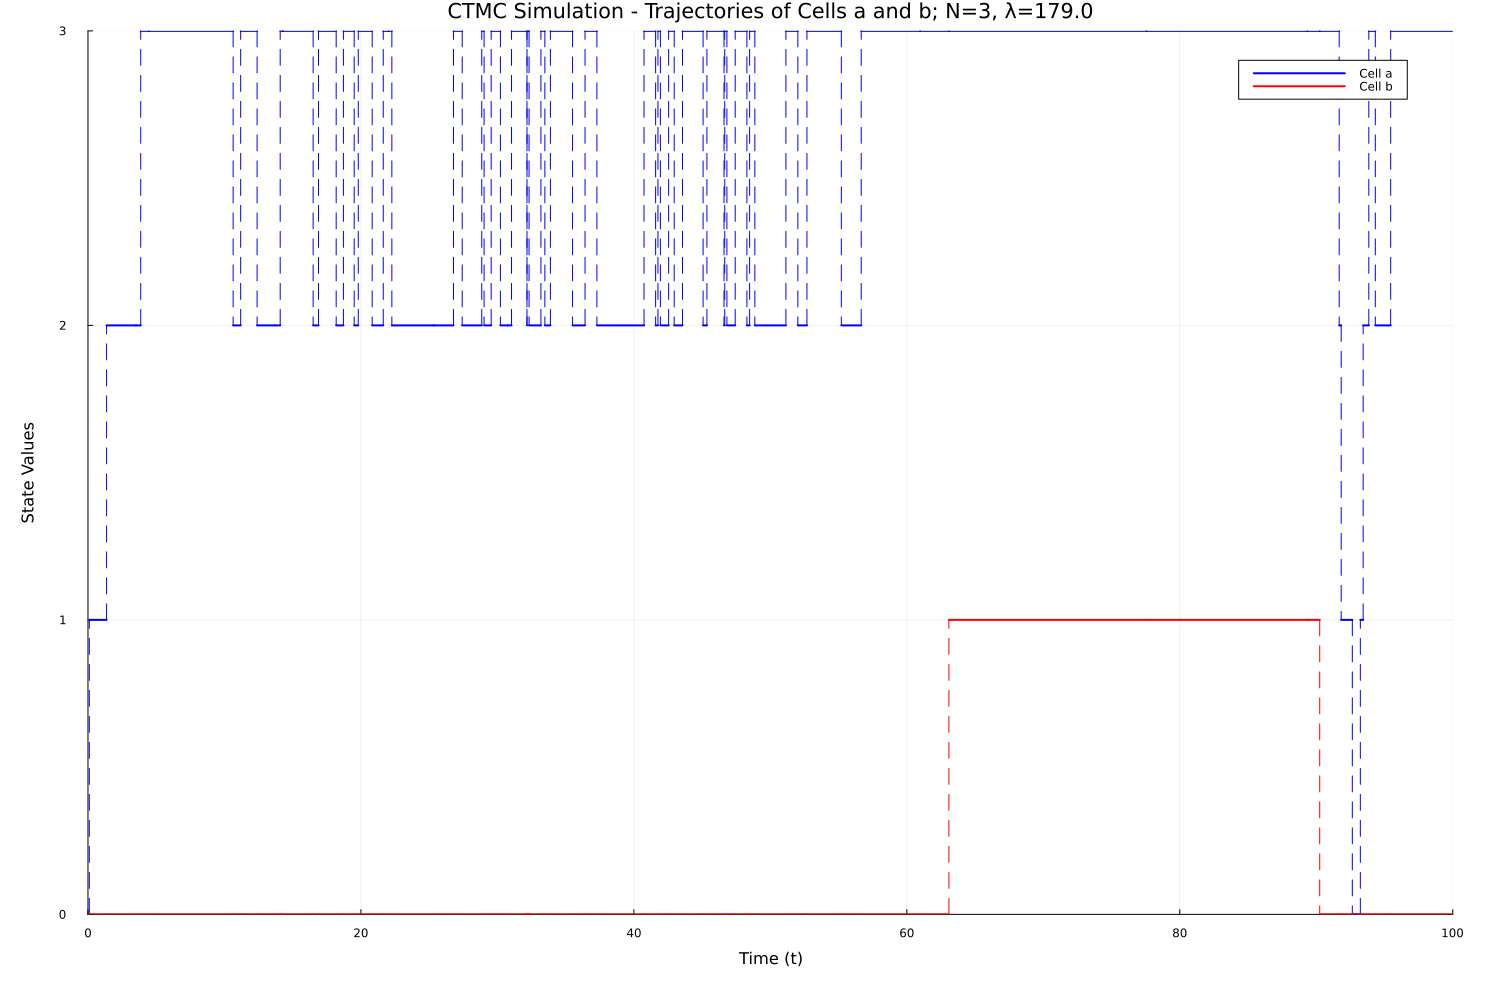 CTMC Simulation - Trajectories of Cells a and b; N=3, λ=179.0
3
Cell a
Cell b
2
State Values
1
0
0 20 40 60 80 100
Time (t)